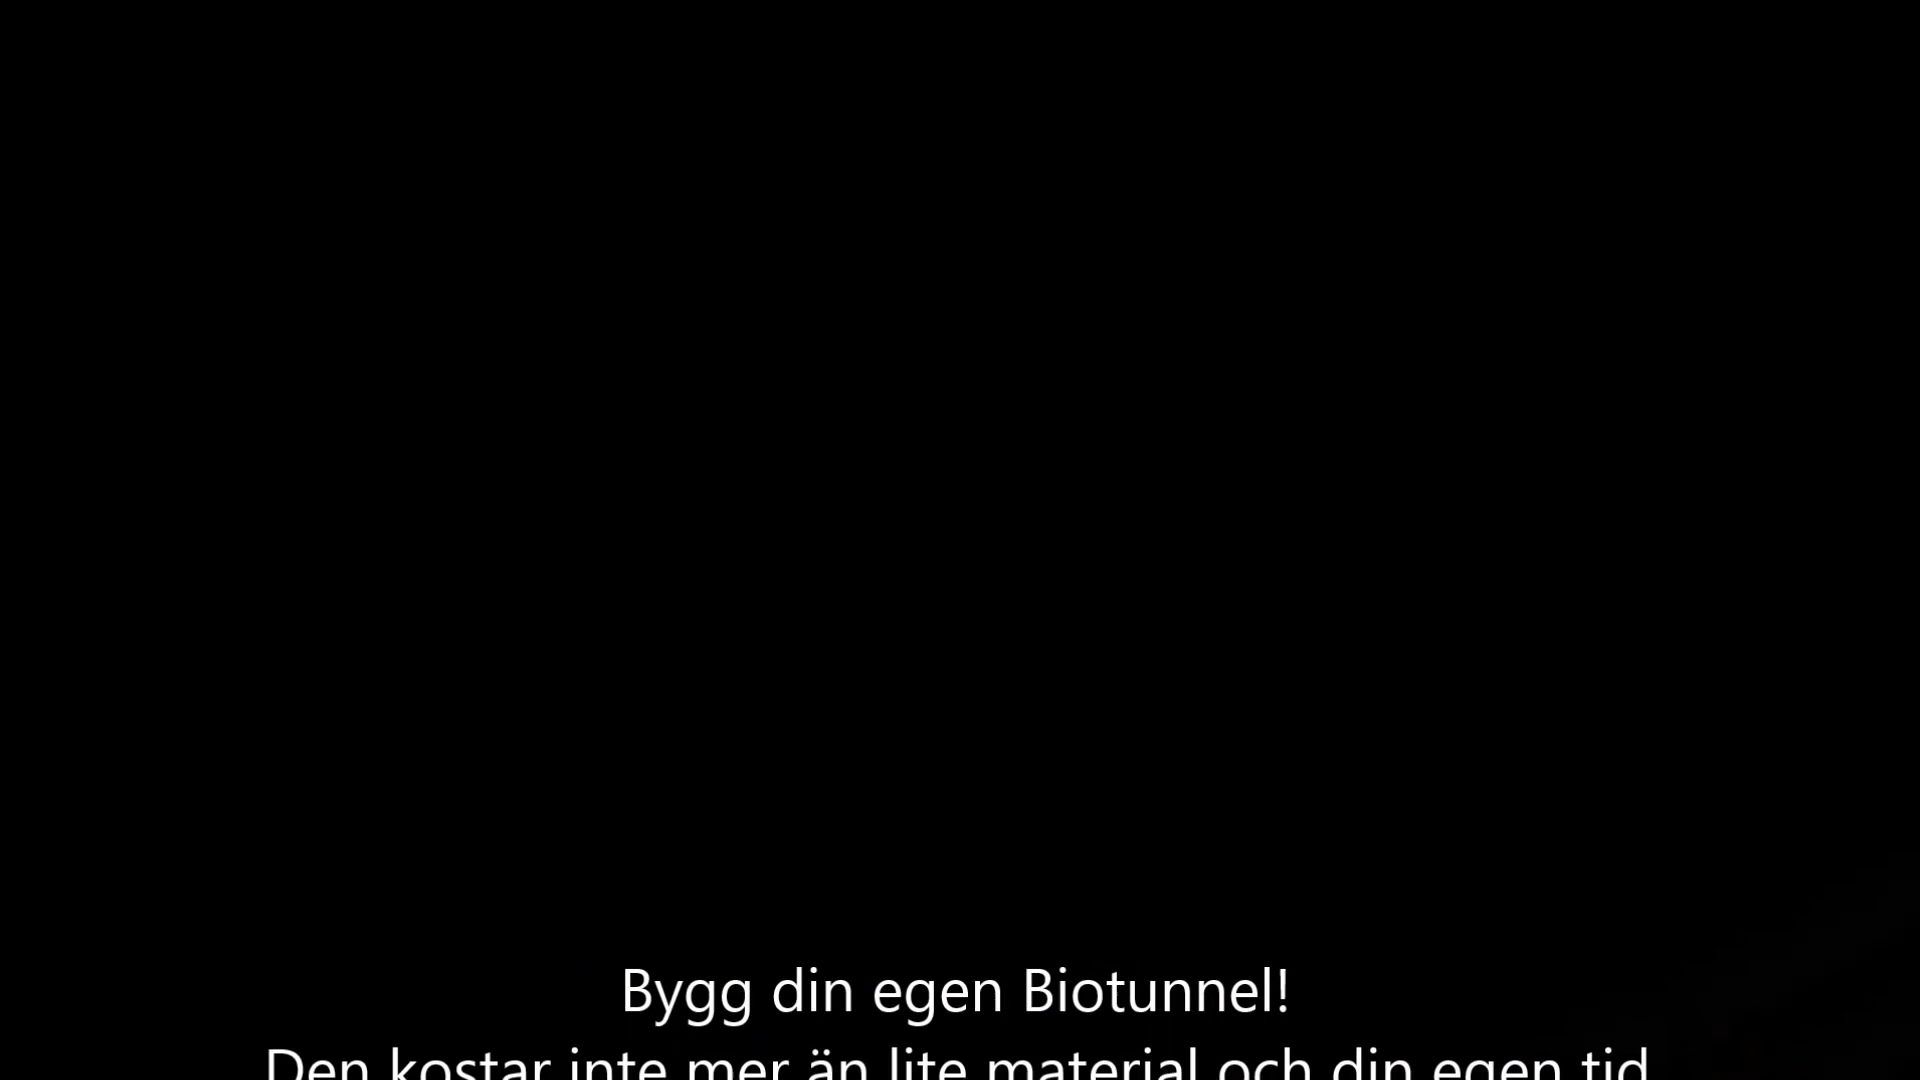 Bygg din egen Biotunnel!
Den kostar inte mer än lite material och din egen tid